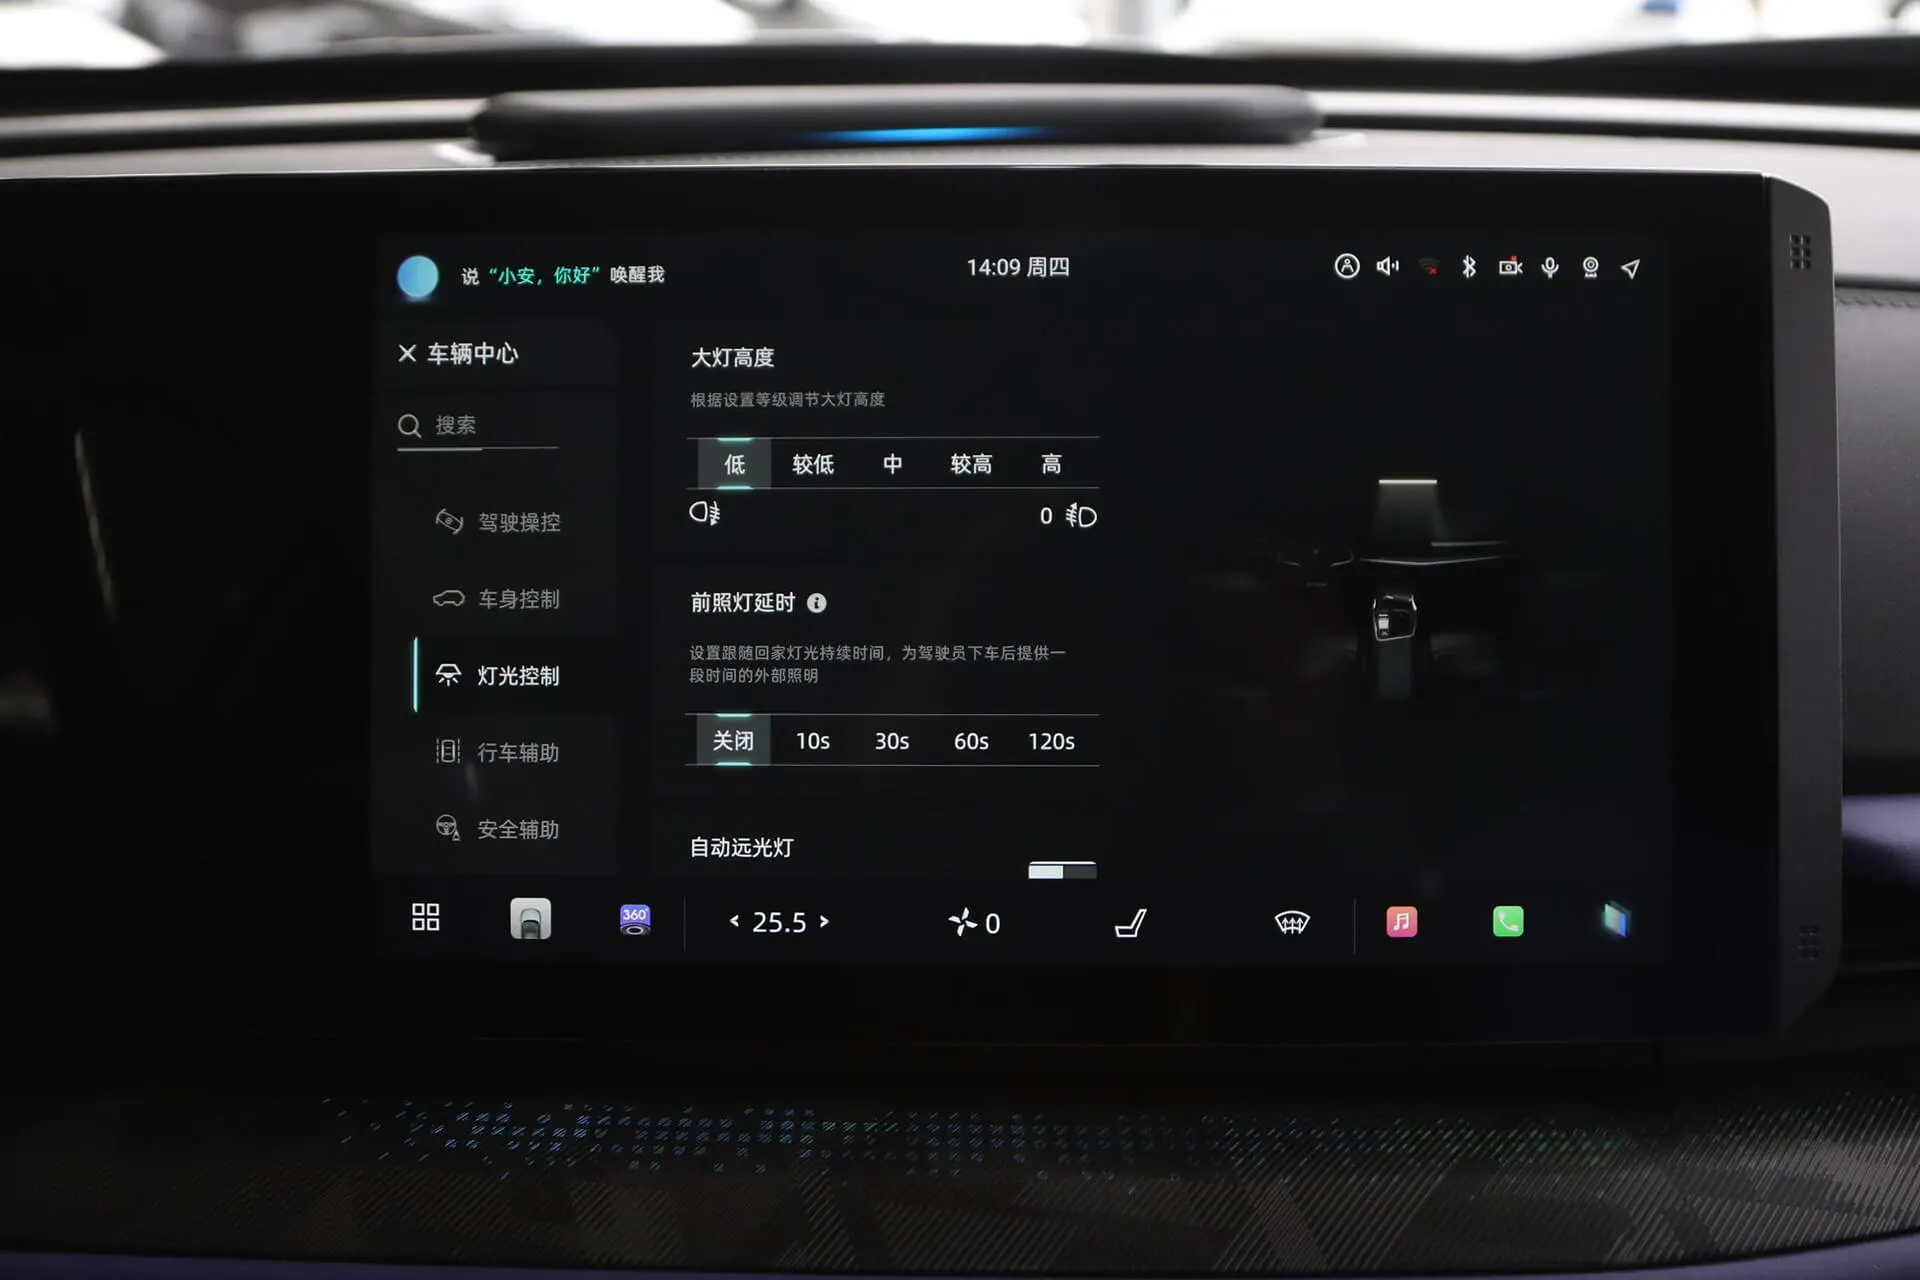 说 “小安，你好” 唤醒我
14:09 周四
车辆中心
搜索
驾驶操控
车身控制
灯光控制
行车辅助
安全辅助
大灯高度
根据设置等级调节大灯高度
低 较低 中 较高 高
0
前照灯延时
设置跟随回家灯光持续时间，为驾驶员下车后提供一
段时间的外部照明
关闭 10s 30s 60s 120s
自动远光灯
360°
< 25.5 >
0